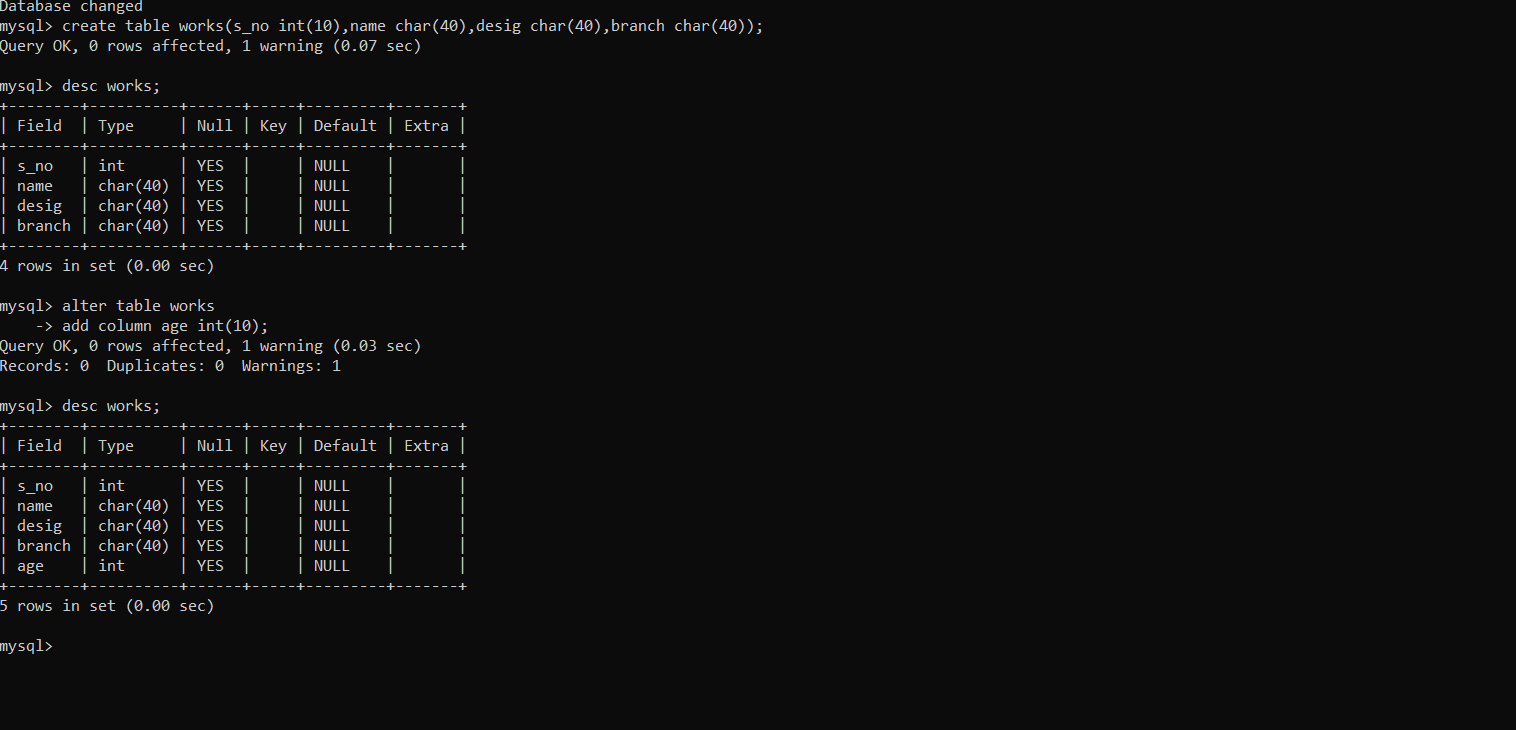 Database changed
mysql> create table works(s_no int(10),name char(40),desig char(40),branch char(40));
Query OK, 0 rows affected, 1 warning (0.07 sec)

mysql> desc works;
+--------+----------+------+-----+---------+-------+
| Field  | Type     | Null | Key | Default | Extra |
+--------+----------+------+-----+---------+-------+
| s_no   | int      | YES  |     | NULL    |       |
| name   | char(40) | YES  |     | NULL    |       |
| desig  | char(40) | YES  |     | NULL    |       |
| branch | char(40) | YES  |     | NULL    |       |
+--------+----------+------+-----+---------+-------+
4 rows in set (0.00 sec)

mysql> alter table works
    -> add column age int(10);
Query OK, 0 rows affected, 1 warning (0.03 sec)
Records: 0  Duplicates: 0  Warnings: 1

mysql> desc works;
+--------+----------+------+-----+---------+-------+
| Field  | Type     | Null | Key | Default | Extra |
+--------+----------+------+-----+---------+-------+
| s_no   | int      | YES  |     | NULL    |       |
| name   | char(40) | YES  |     | NULL    |       |
| desig  | char(40) | YES  |     | NULL    |       |
| branch | char(40) | YES  |     | NULL    |       |
| age    | int      | YES  |     | NULL    |       |
+--------+----------+------+-----+---------+-------+
5 rows in set (0.00 sec)

mysql>